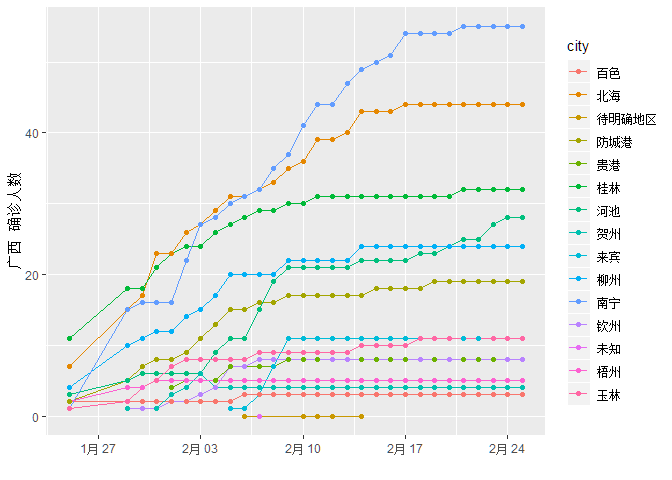 city
百色
北海
待明确地区
防城港
贵港
桂林
河池
贺州
来宾
柳州
南宁
钦州
未知
梧州
玉林
广西 确诊人数
40
20
0
1月 27
2月 03
2月 10
2月 17
2月 24